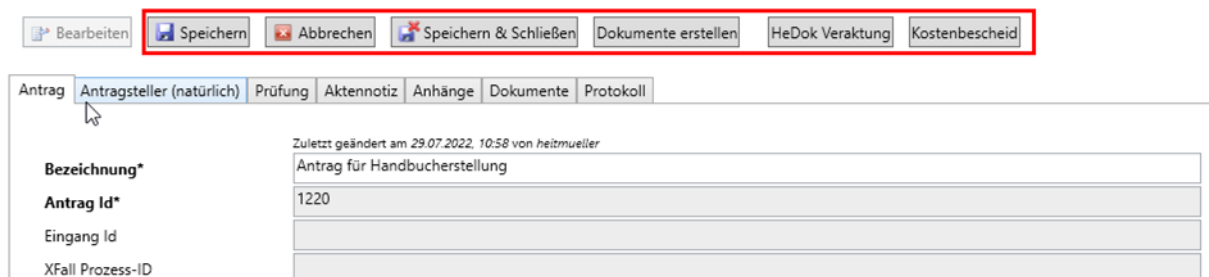 Bearbeiten Speichern Abbrechen Speichern & Schließen Dokumente erstellen HeDok Veraktung Kostenbescheid
Antrag Antragsteller (natürlich) Prüfung Aktennotiz Anhänge Dokumente Protokoll
Zuletzt geändert am 29.07.2022, 10:58 von heitmueller
Bezeichnung* Antrag für Handbucherstellung
Antrag Id* 1220
Eingang Id
XFall Prozess-ID